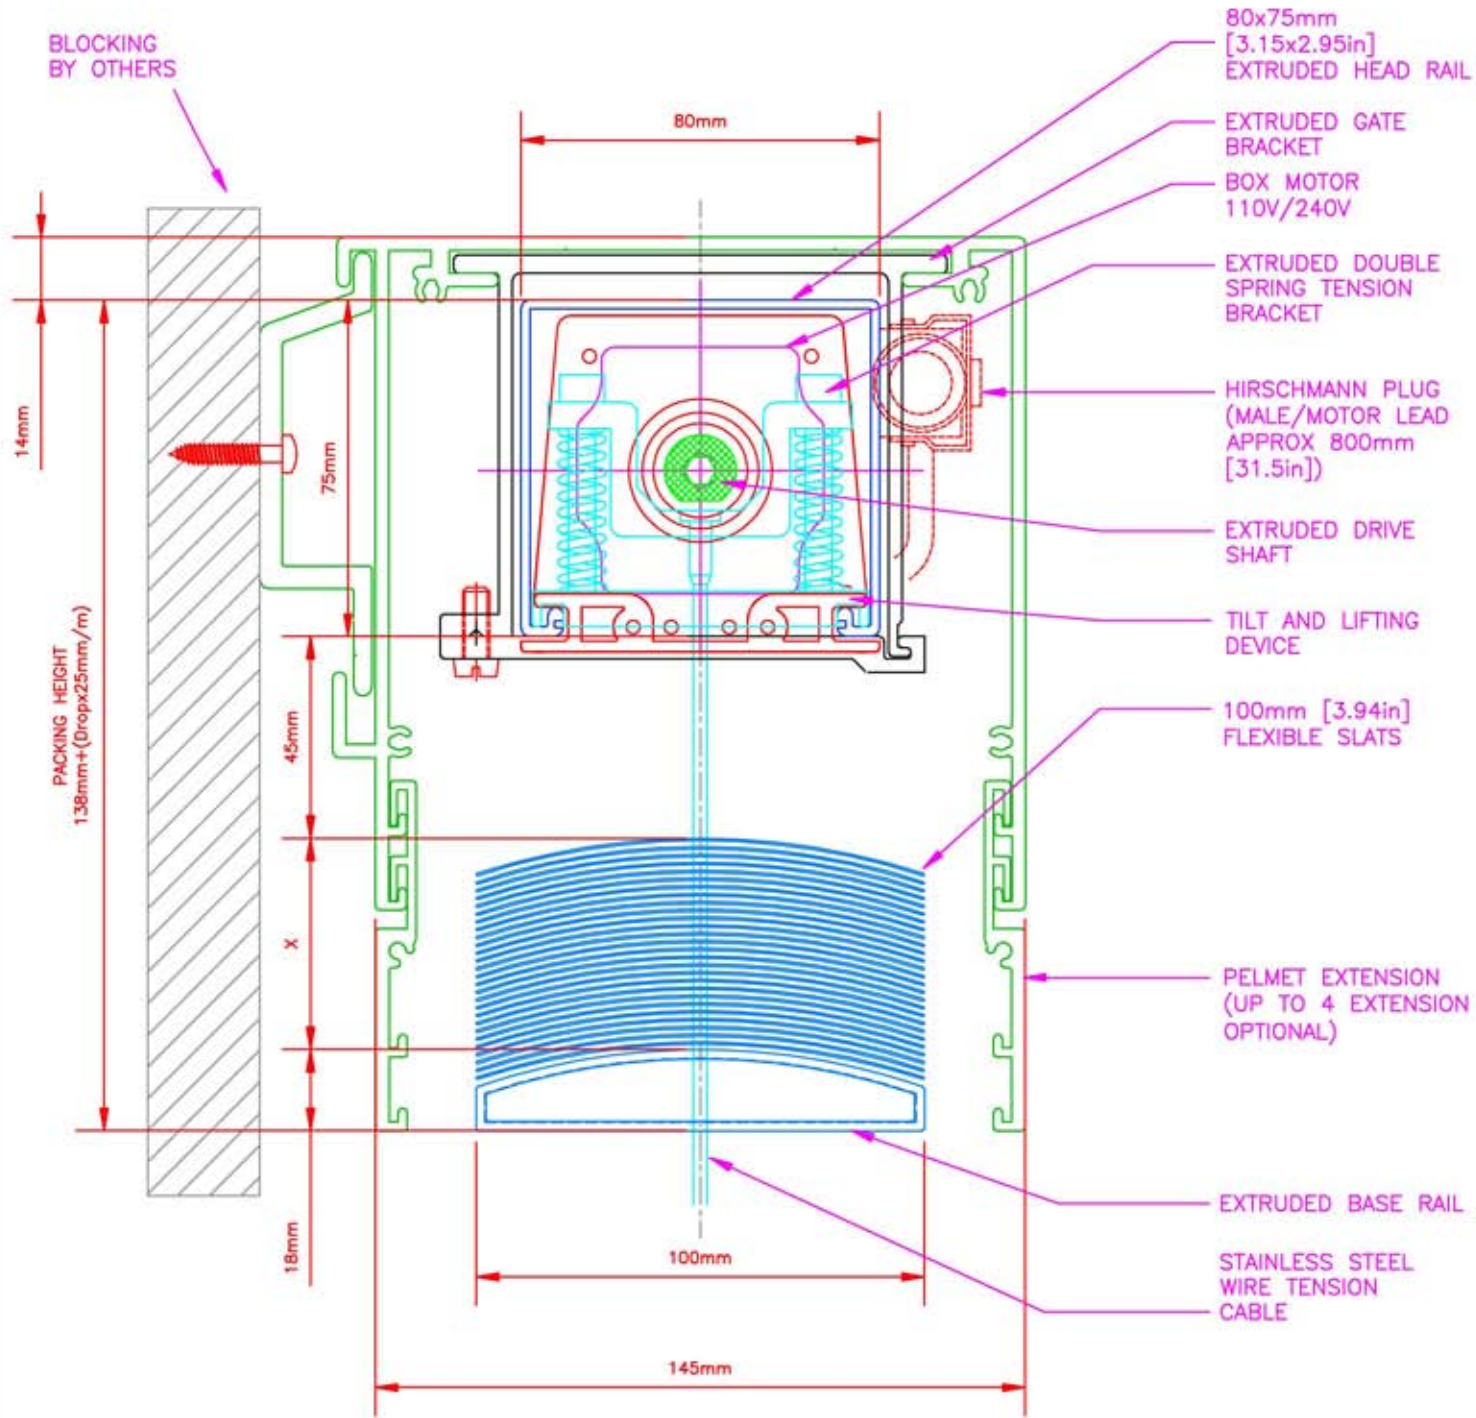 BLOCKING
BY OTHERS
80x75mm
[3.15x2.95in]
EXTRUDED HEAD RAIL
EXTRUDED GATE
BRACKET
BOX MOTOR
110V/240V
EXTRUDED DOUBLE
SPRING TENSION
BRACKET
HIRSCHMANN PLUG
(MALE/MOTOR LEAD
APPROX 800mm
[31.5in])
EXTRUDED DRIVE
SHAFT
TILT AND LIFTING
DEVICE
100mm [3.94in]
FLEXIBLE SLATS
PELMET EXTENSION
(UP TO 4 EXTENSION
OPTIONAL)
EXTRUDED BASE RAIL
STAINLESS STEEL
WIRE TENSION
CABLE
80mm
14mm
75mm
PACKING HEIGHT
138mm+(Dropx25mm/m)
45mm
X
18mm
100mm
145mm